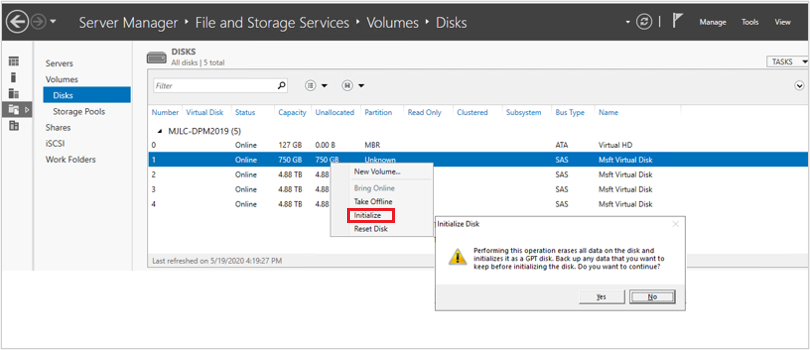 Server Manager ‣ File and Storage Services ‣ Volumes ‣ Disks
Manage Tools View
Servers
Volumes
Disks
Storage Pools
Shares
iSCSI
Work Folders
DISKS
All disks | 5 total
TASKS
Filter
Number Virtual Disk Status Capacity Unallocated Partition Read Only Clustered Subsystem Bus Type Name
MJLC-DPM2019 (5)
0 Online 127 GB 0.00 B MBR ATA Virtual HD
1 Online 750 GB 750 GB Unknown SAS Msft Virtual Disk
2 Online 4.88 TB 4.88 SAS Msft Virtual Disk
3 Online 4.88 TB 4.88 SAS Msft Virtual Disk
4 Online 4.88 TB 4.88 SAS Msft Virtual Disk
New Volume...
Bring Online
Take Offline
Initialize
Reset Disk
Last refreshed on 5/19/2020 4:19:27 PM
Initialize Disk
Performing this operation erases all data on the disk and
initializes it as a GPT disk. Back up any data that you want to
keep before initializing the disk. Do you want to continue?
Yes No